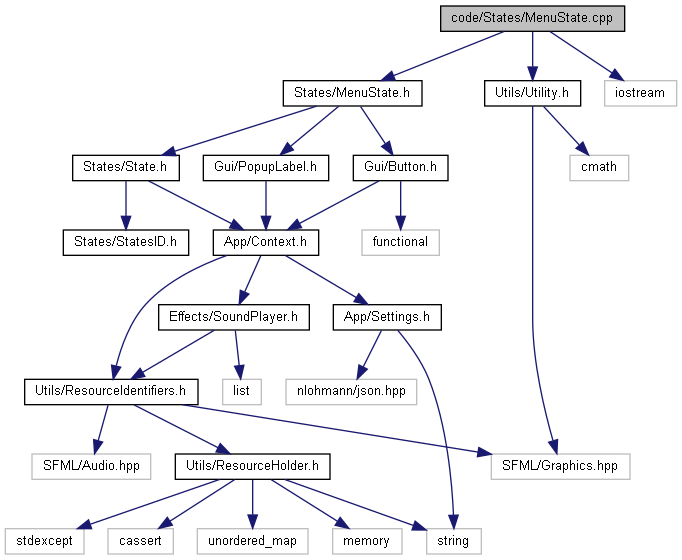 code/States/MenuState.cpp
States/MenuState.h
Utils/Utility.h
iostream
States/State.h
Gui/PopupLabel.h
Gui/Button.h
cmath
States/StatesID.h
App/Context.h
functional
Effects/SoundPlayer.h
App/Settings.h
Utils/ResourceIdentifiers.h
list
nlohmann/json.hpp
SFML/Audio.hpp
Utils/ResourceHolder.h
SFML/Graphics.hpp
stdexcept
cassert
unordered_map
memory
string